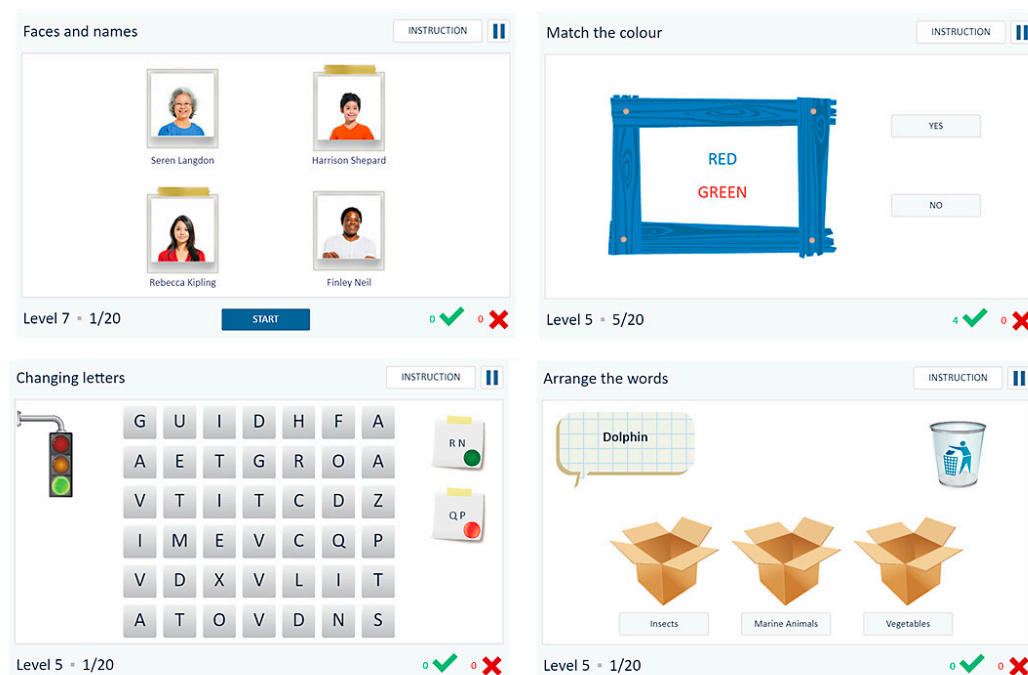 Faces and names
INSTRUCTION
Seren Langdon
Harrison Shepard
Rebecca Kipling
Finley Neil
Level 7 ▪ 1/20
START
0
0
Match the colour
INSTRUCTION
RED
GREEN
YES
NO
Level 5 ▪ 5/20
4
0
Changing letters
INSTRUCTION
G U I D H F A
A E T G R O A
V T I T C D Z
I M E V C Q P
V D X V L I T
A T O V D N S
R N
Q P
Level 5 ▪ 1/20
0
0
Arrange the words
INSTRUCTION
Dolphin
Insects
Marine Animals
Vegetables
Level 5 ▪ 1/20
0
0